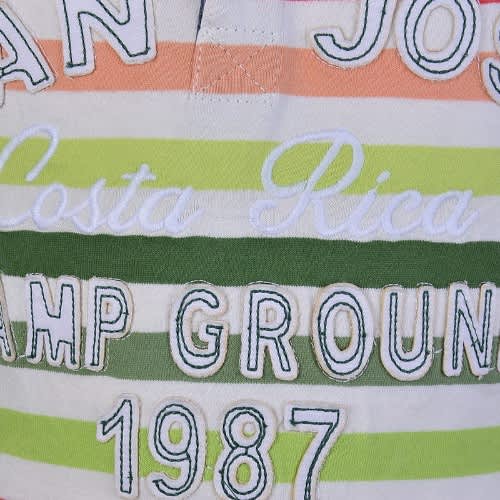 AN JOS
Costa Rica
AMP GROUN
1987